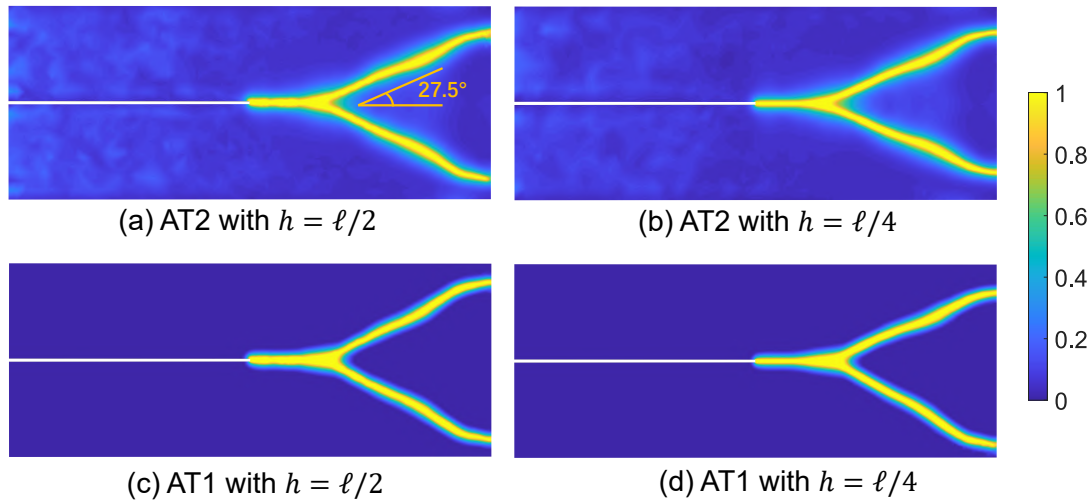 27.5°
(a) AT2 with ℎ = ℓ/2
(b) AT2 with ℎ = ℓ/4
(c) AT1 with ℎ = ℓ/2
(d) AT1 with ℎ = ℓ/4
1
0.8
0.6
0.4
0.2
0